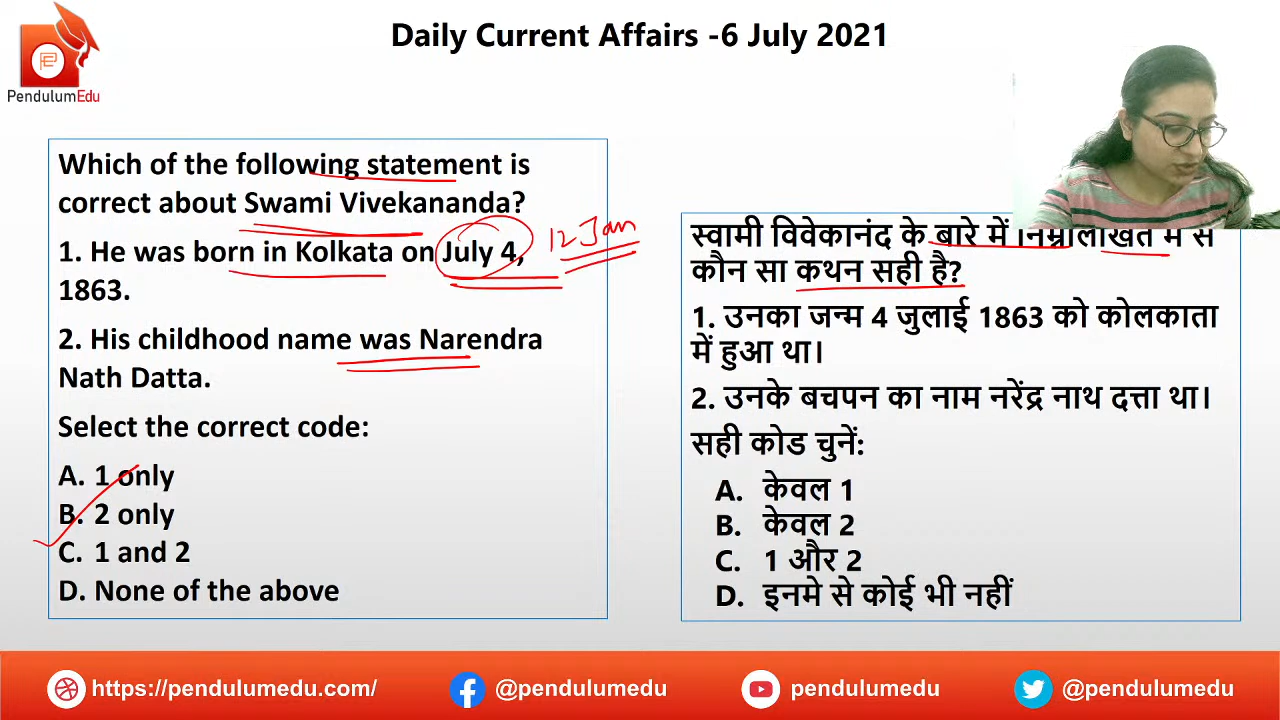 Daily Current Affairs -6 July 2021
PendulumEdu
Which of the following statement is
correct about Swami Vivekananda?
1. He was born in Kolkata on July 4,
12 Jan
1863.
2. His childhood name was Narendra
Nath Datta.
Select the correct code:
A. 1 only
B. 2 only
C. 1 and 2
D. None of the above
स्वामी विवेकानंद के बारे में निम्नलिखित में से
कौन सा कथन सही है?
1. उनका जन्म 4 जुलाई 1863 को कोलकाता
में हुआ था।
2. उनके बचपन का नाम नरेंद्र नाथ दत्ता था।
सही कोड चुनें:
A. केवल 1
B. केवल 2
C. 1 और 2
D. इनमे से कोई भी नहीं
https://pendulumedu.com/
@pendulumedu
pendulumedu
@pendulumedu